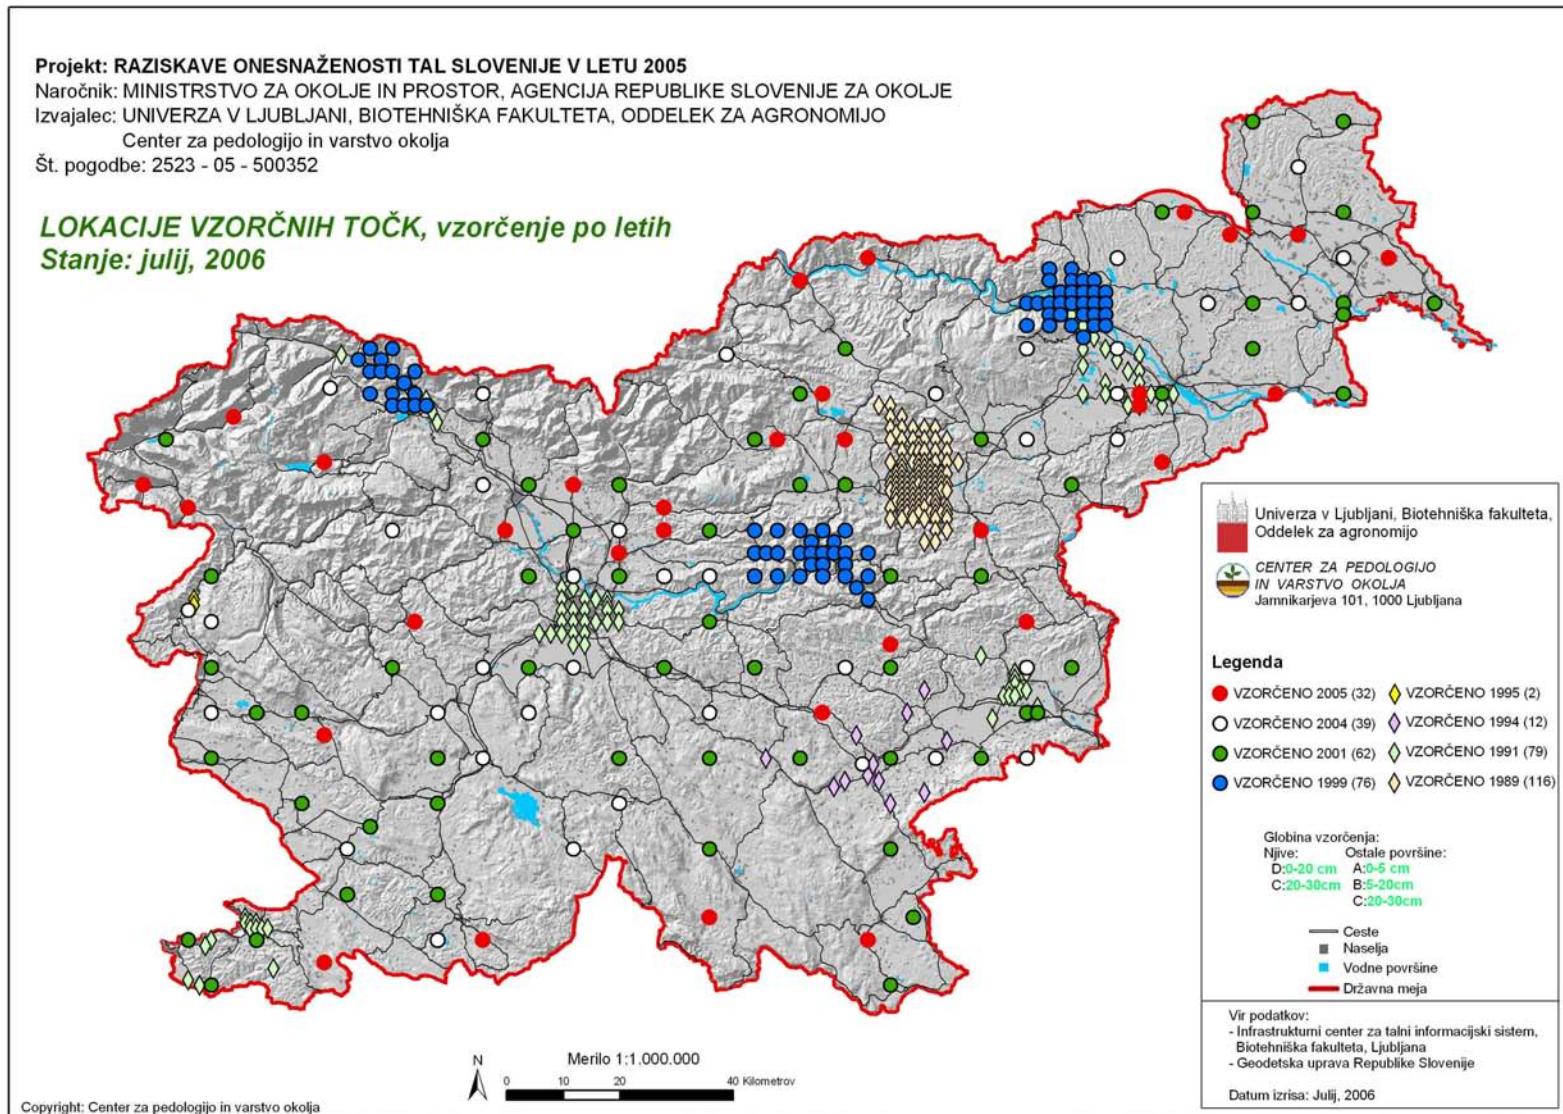 Projekt: RAZISKAVE ONESNAŽENOSTI TAL SLOVENIJE V LETU 2005
Naročnik: MINISTRSTVO ZA OKOLJE IN PROSTOR, AGENCIJA REPUBLIKE SLOVENIJE ZA OKOLJE
Izvajalec: UNIVERZA V LJUBLJANI, BIOTEHNIŠKA FAKULTETA, ODDELEK ZA AGRONOMIJO
Center za pedologijo in varstvo okolja
Št. pogodbe: 2523 - 05 - 500352
LOKACIJE VZORČNIH TOČK, vzorčenje po letih
Stanje: julij, 2006
Univerza v Ljubljani, Biotehniška fakulteta,
Oddelek za agronomijo
CENTER ZA PEDOLOGIJO
IN VARSTVO OKOLJA
Jamnikarjeva 101, 1000 Ljubljana
Legenda
VZORČENO 2005 (32) VZORČENO 1995 (2)
VZORČENO 2004 (39) VZORČENO 1994 (12)
VZORČENO 2001 (62) VZORČENO 1991 (79)
VZORČENO 1999 (76) VZORČENO 1989 (116)
Globina vzorčenja:
Njive: Ostale površine:
D:0-20 cm A:0-5 cm
C:20-30cm B:5-20cm
C:20-30cm
Ceste
Naselja
Vodne površine
Državna meja
Vir podatkov:
- Infrastrukturni center za talni informacijski sistem,
Biotehniška fakulteta, Ljubljana
- Geodetska uprava Republike Slovenije
Datum izrisa: Julij, 2006
N
Merilo 1:1.000.000
0 10 20 40 Kilometrov
Copyright: Center za pedologijo in varstvo okolja